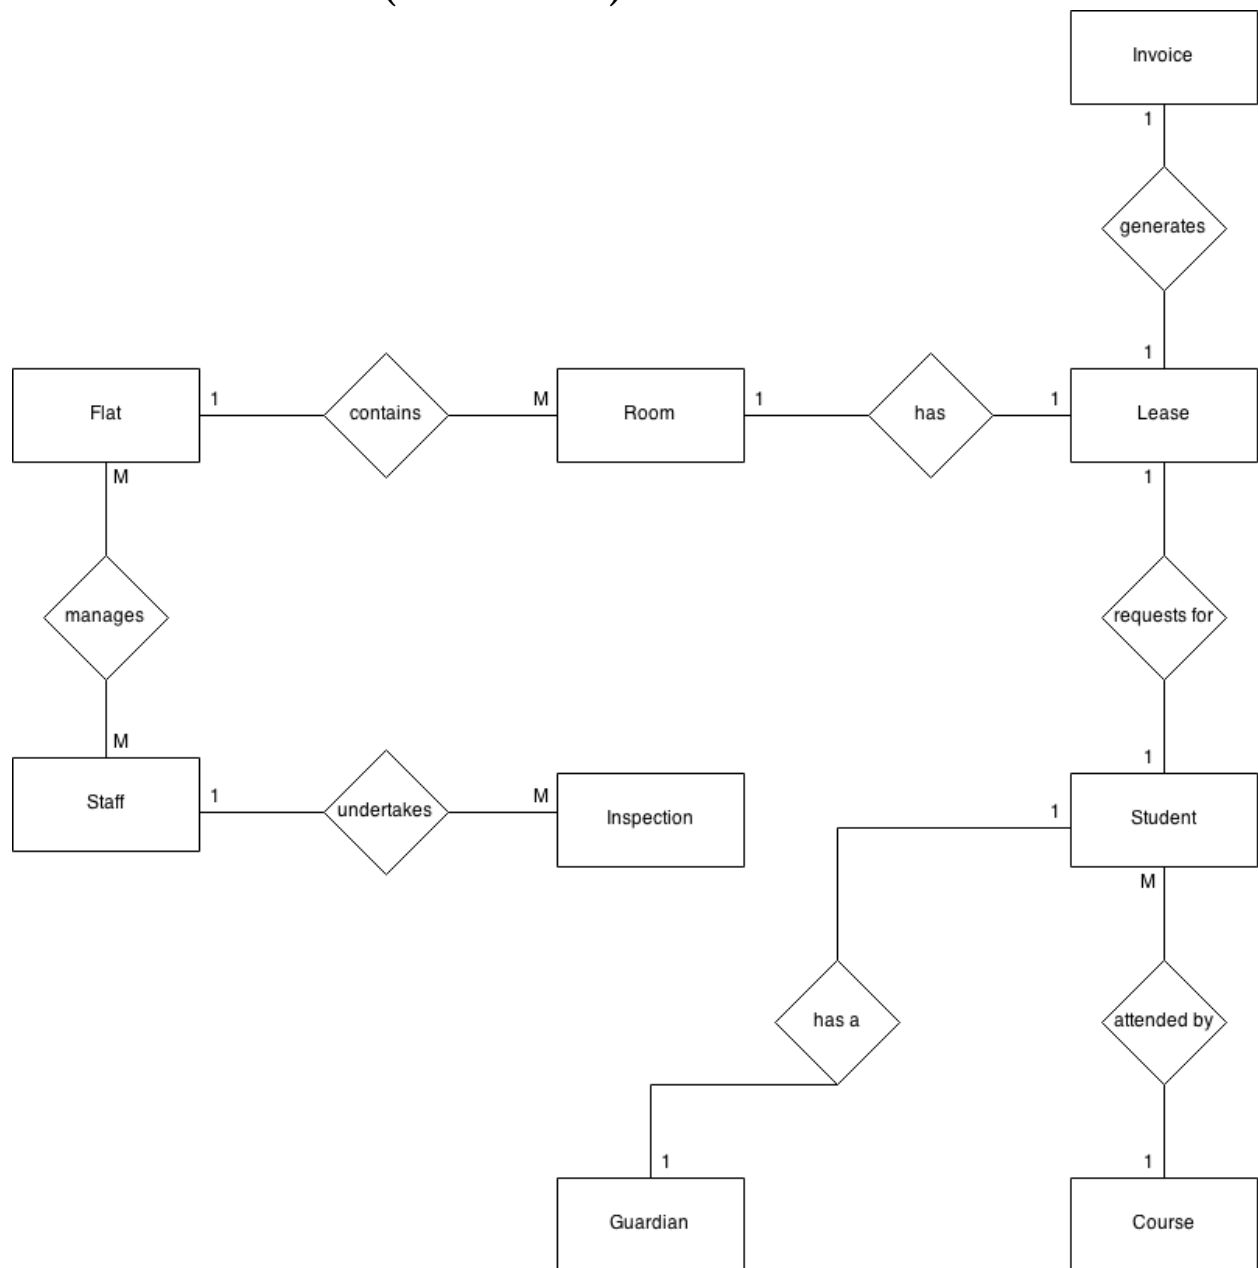 Invoice
1
generates
1
Flat 1 contains M Room 1 has 1 Lease
M 1
manages requests for
M 1
Staff 1 undertakes M Inspection 1 Student
M
has a attended by
1 1
Guardian Course